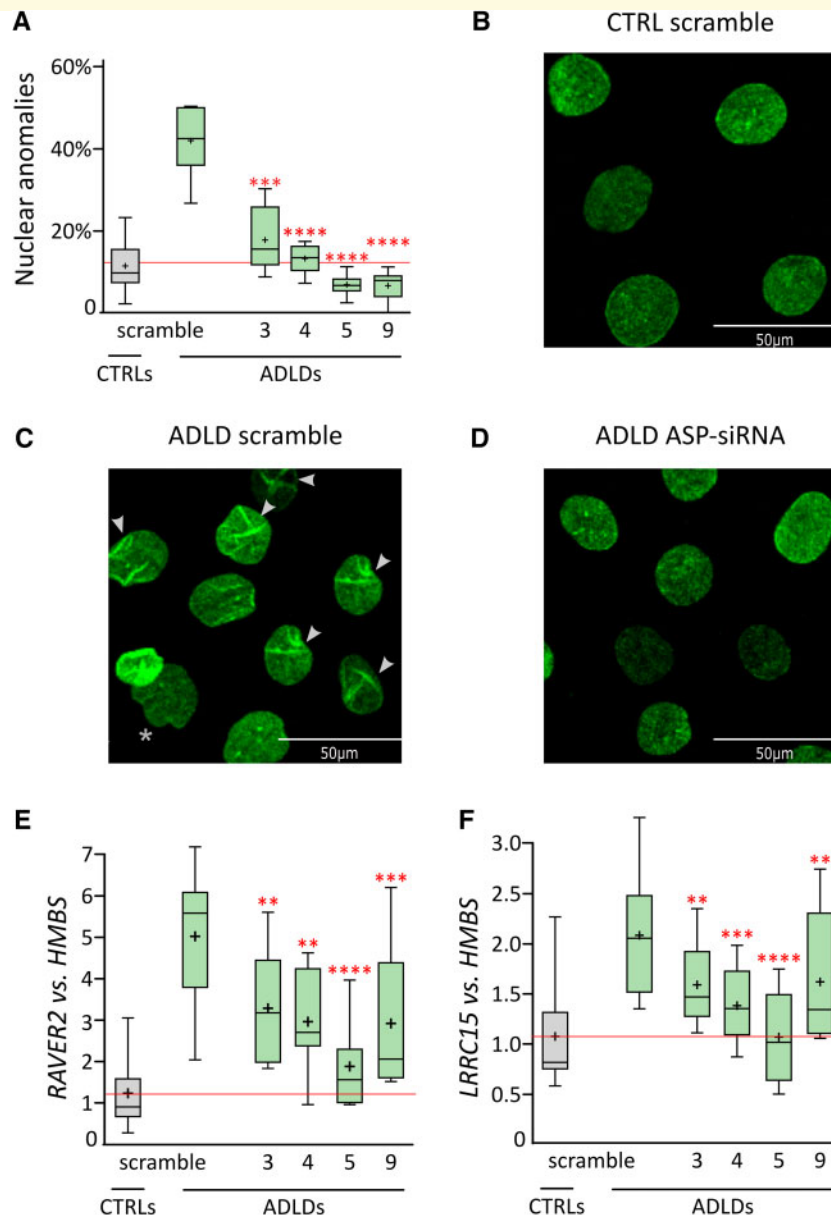 A
Nuclear anomalies
60%
40%
20%
0
***
****
****
****
scramble 3 4 5 9
CTRLs ADLDs
B CTRL scramble
50µm
C ADLD scramble
*
50µm
D ADLD ASP-siRNA
50µm
E
RAVER2 vs. HMBS
7
6
5
4
3
2
1
0
**
**
****
***
scramble 3 4 5 9
CTRLs ADLDs
F
LRRC15 vs. HMBS
3.0
2.5
2.0
1.5
1.0
0.5
0.0
**
***
****
**
scramble 3 4 5 9
CTRLs ADLDs